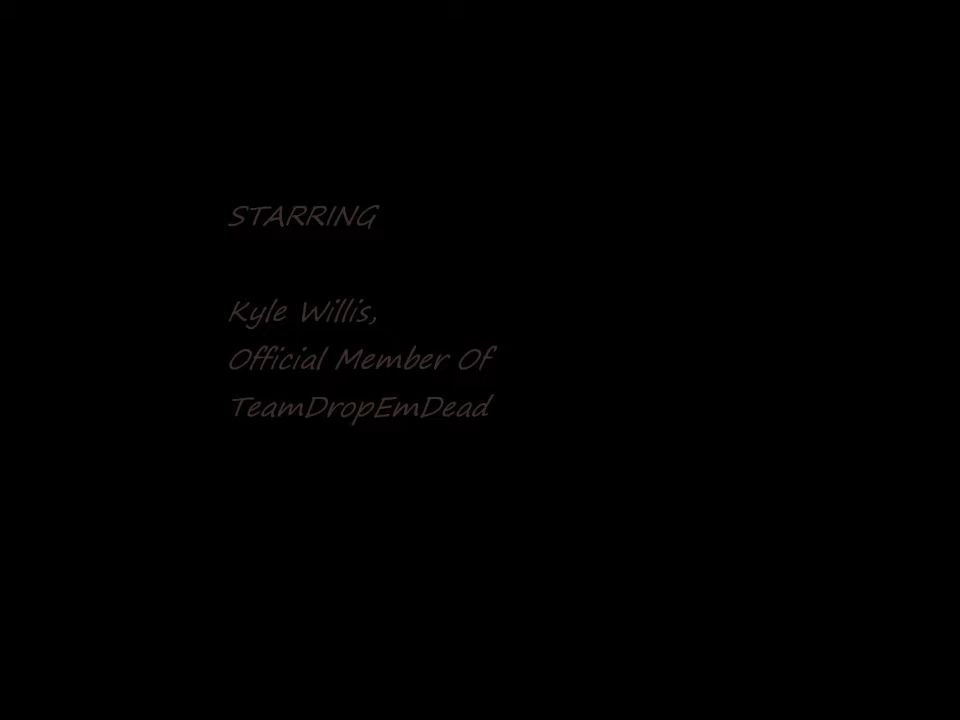 STARRING
Kyle Willis,
Official Member Of
TeamDropEmDead